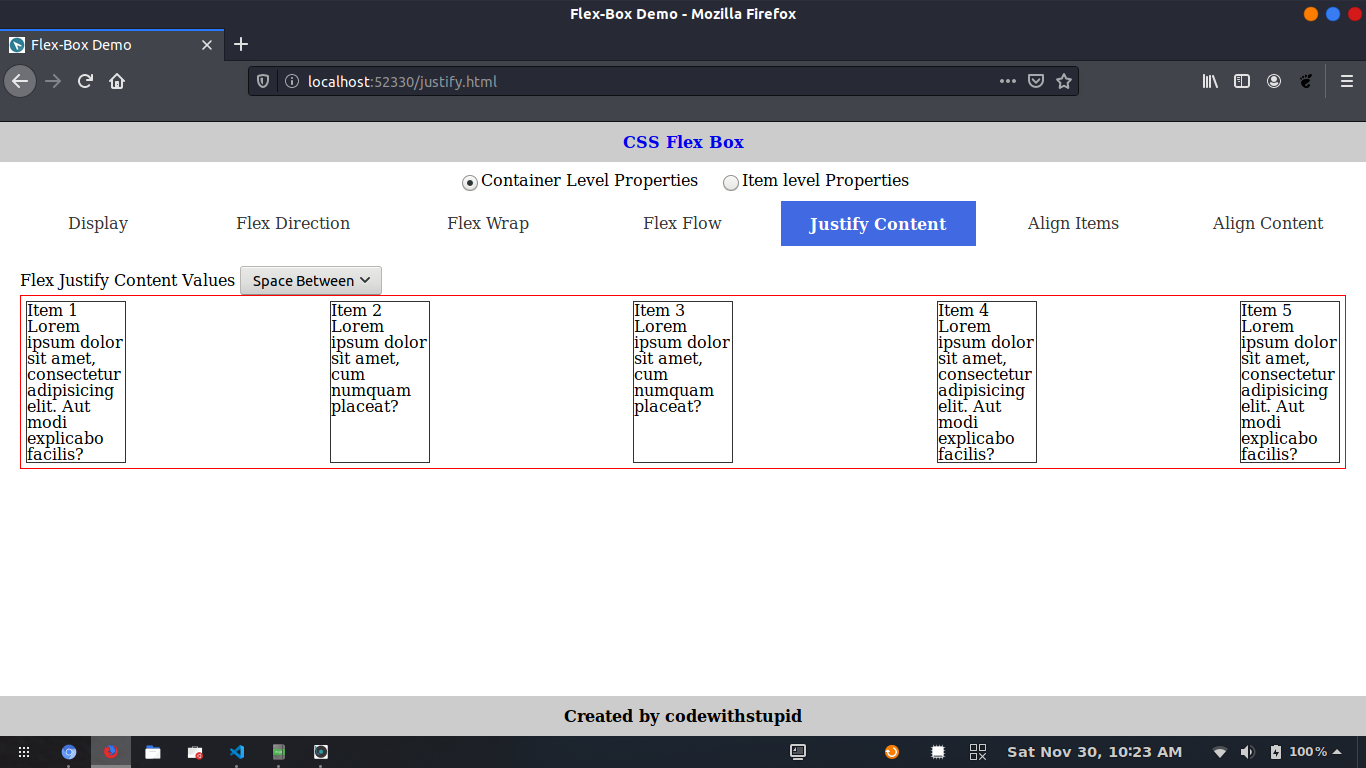 Flex-Box Demo - Mozilla Firefox
Flex-Box Demo
localhost:52330/justify.html
CSS Flex Box
Container Level Properties Item level Properties
Display Flex Direction Flex Wrap Flex Flow Justify Content Align Items Align Content
Flex Justify Content Values Space Between
Item 1
Lorem
ipsum dolor
sit amet,
consectetur
adipisicing
elit. Aut
modi
explicabo
facilis?
Item 2
Lorem
ipsum dolor
sit amet,
cum
numquam
placeat?
Item 3
Lorem
ipsum dolor
sit amet,
cum
numquam
placeat?
Item 4
Lorem
ipsum dolor
sit amet,
consectetur
adipisicing
elit. Aut
modi
explicabo
facilis?
Item 5
Lorem
ipsum dolor
sit amet,
consectetur
adipisicing
elit. Aut
modi
explicabo
facilis?
Created by codewithstupid
Sat Nov 30, 10:23 AM 100 %